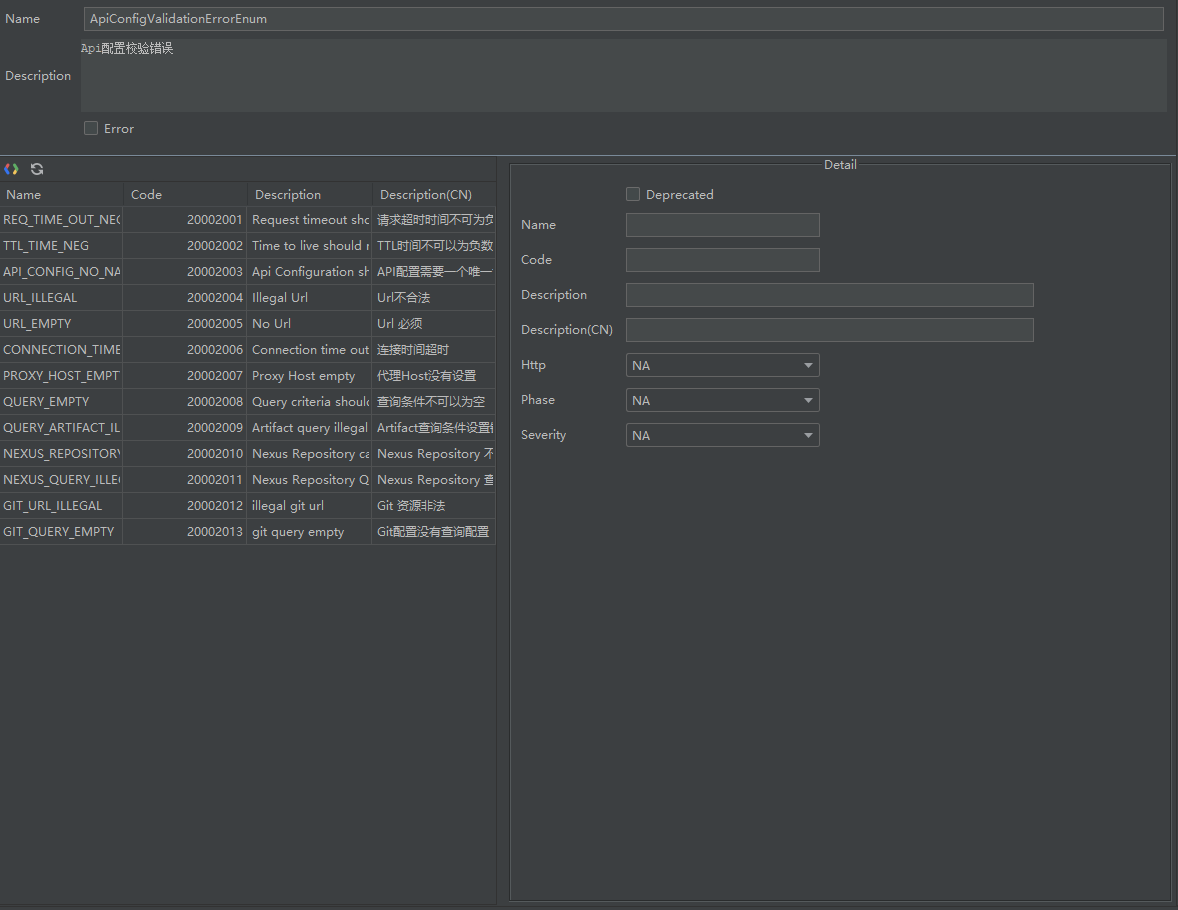 Name ApiConfigValidationErrorEnum
Api配置校验错误
Description
Error
Detail
Name Code Description Description(CN)
REQ_TIME_OUT_NEG 20002001 Request timeout sho 请求超时时间不可为负
TTL_TIME_NEG 20002002 Time to live should TTL时间不可以为负数
API_CONFIG_NO_NA 20002003 Api Configuration sh API配置需要一个唯一
URL_ILLEGAL 20002004 Illegal Url Url不合法
URL_EMPTY 20002005 No Url Url 必须
CONNECTION_TIME 20002006 Connection time out 连接时间超时
PROXY_HOST_EMPT 20002007 Proxy Host empty 代理Host没有设置
QUERY_EMPTY 20002008 Query criteria should 查询条件不可以为空
QUERY_ARTIFACT_IL 20002009 Artifact query illegal Artifact查询条件设置
NEXUS_REPOSITORY 20002010 Nexus Repository ca Nexus Repository 不
NEXUS_QUERY_ILLEG 20002011 Nexus Repository Q Nexus Repository 查
GIT_URL_ILLEGAL 20002012 illegal git url Git 资源非法
GIT_QUERY_EMPTY 20002013 git query empty Git配置没有查询配置
Deprecated
Name
Code
Description
Description(CN)
Http NA
Phase NA
Severity NA